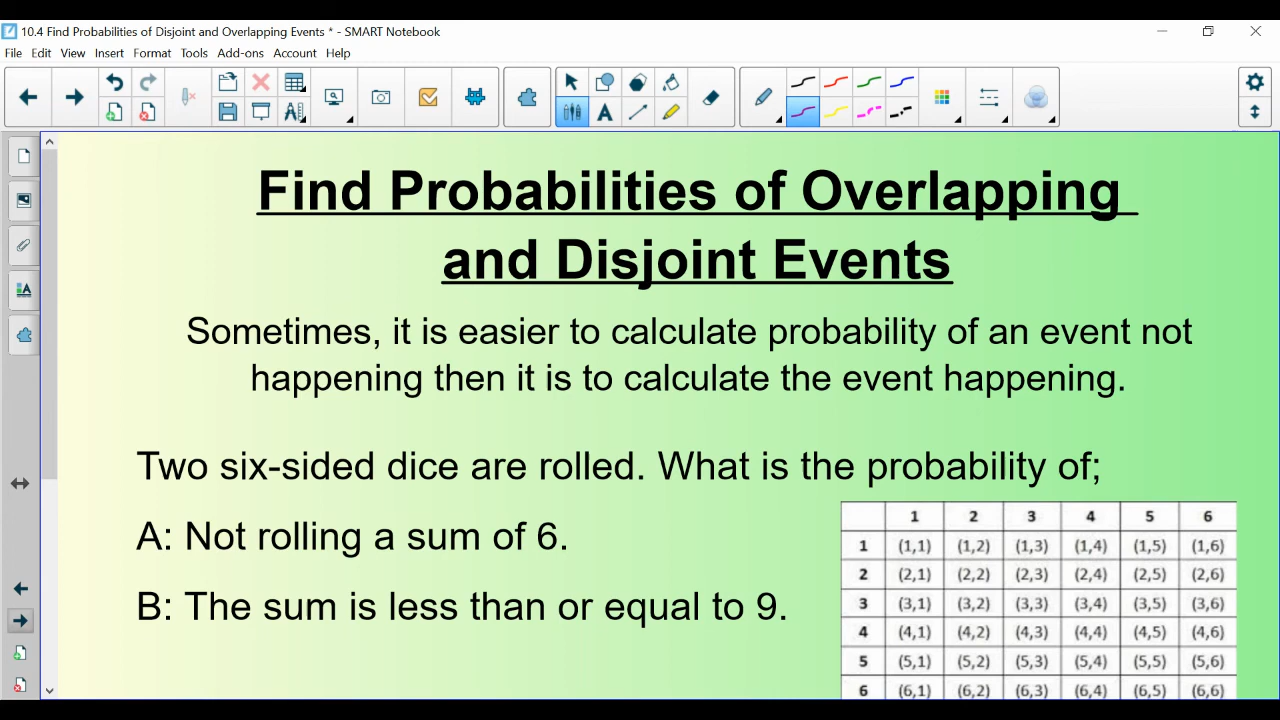 10.4 Find Probabilities of Disjoint and Overlapping Events * - SMART Notebook
File Edit View Insert Format Tools Add-ons Account Help
Find Probabilities of Overlapping
and Disjoint Events
Sometimes, it is easier to calculate probability of an event not
happening then it is to calculate the event happening.
Two six-sided dice are rolled. What is the probability of;
A: Not rolling a sum of 6.
B: The sum is less than or equal to 9.
1 2 3 4 5 6
1 (1,1) (1,2) (1,3) (1,4) (1,5) (1,6)
2 (2,1) (2,2) (2,3) (2,4) (2,5) (2,6)
3 (3,1) (3,2) (3,3) (3,4) (3,5) (3,6)
4 (4,1) (4,2) (4,3) (4,4) (4,5) (4,6)
5 (5,1) (5,2) (5,3) (5,4) (5,5) (5,6)
6 (6,1) (6,2) (6,3) (6,4) (6,5) (6,6)